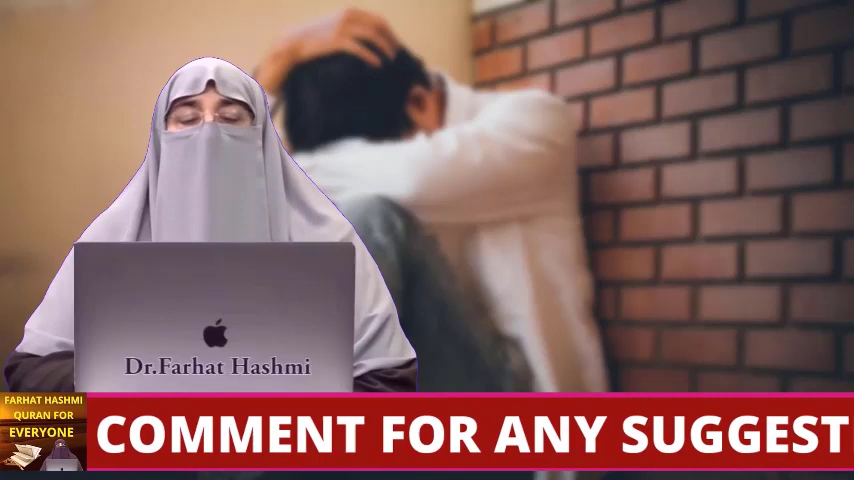 Dr.Farhat Hashmi
FARHAT HASHMI
QURAN FOR
EVERYONE
COMMENT FOR ANY SUGGEST